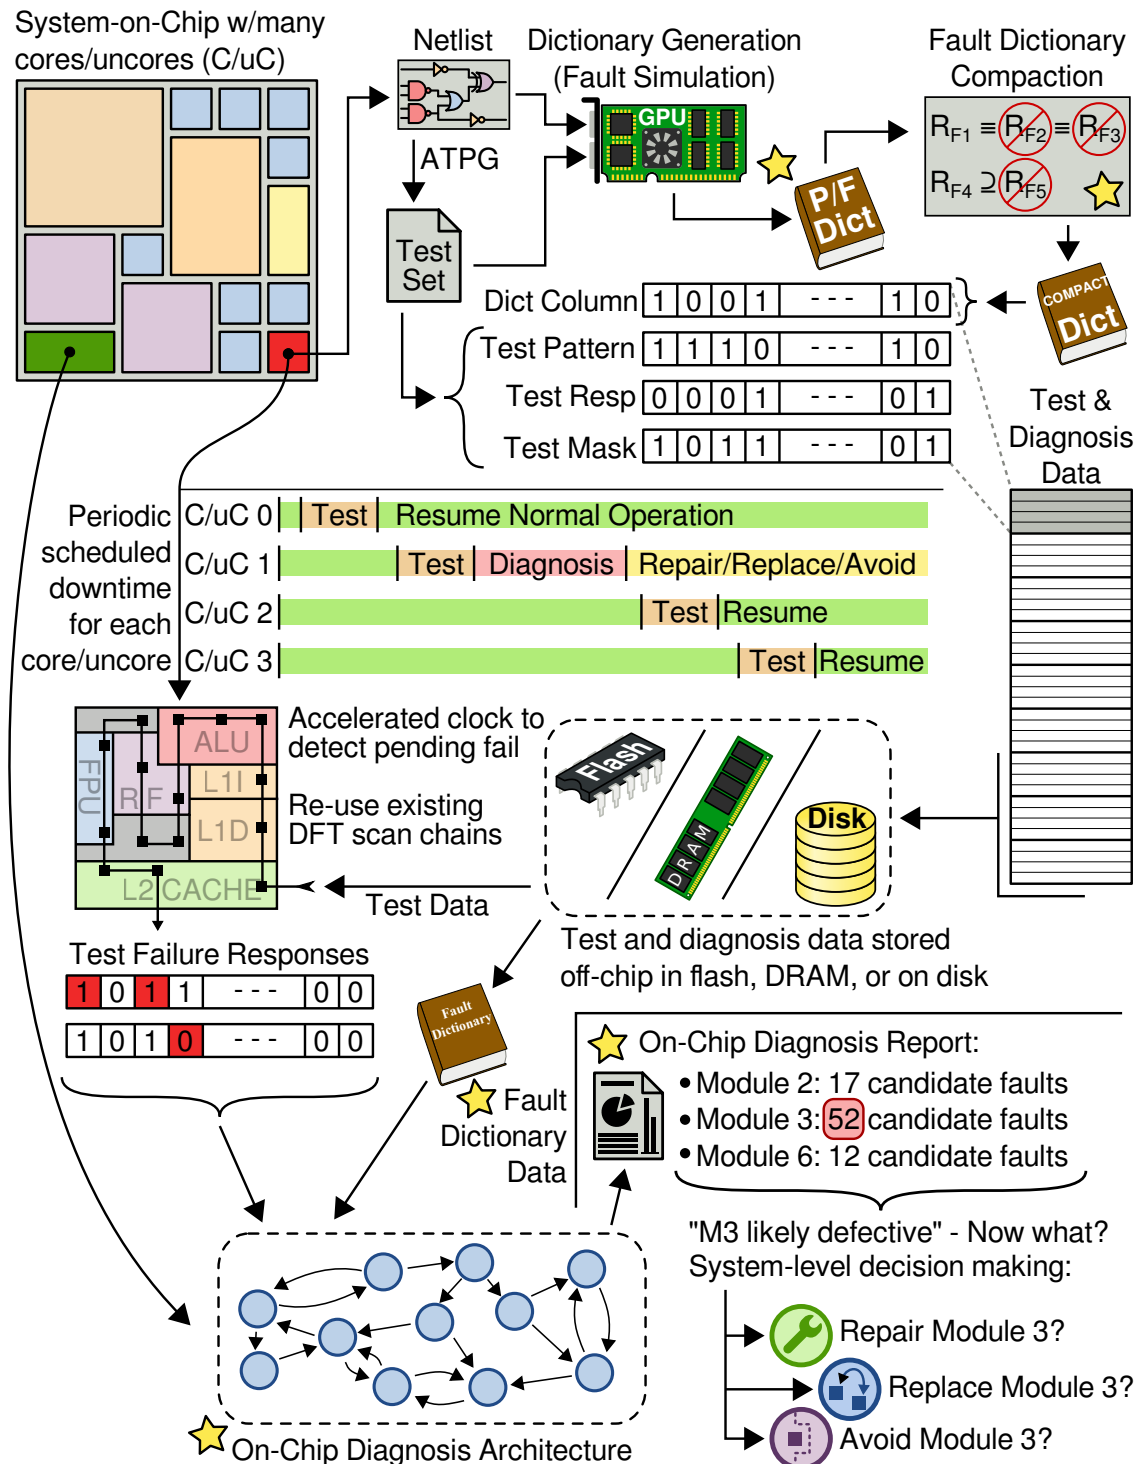 System-on-Chip w/many
cores/uncores (C/uC)
Netlist
Dictionary Generation
(Fault Simulation)
Fault Dictionary
Compaction
GPU
ATPG
R_F1 ≡ R_F2 ≡ R_F3
R_F4 ⊇ R_F5
P/F
Dict
Test
Set
COMPACT
Dict
Dict Column 1 0 0 1 - - - 1 0
Test Pattern 1 1 1 0 - - - 1 0
Test Resp 0 0 0 1 - - - 0 1
Test Mask 1 0 1 1 - - - 0 1
Test &
Diagnosis
Data
Periodic
scheduled
downtime
for each
core/uncore
C/uC 0 Test Resume Normal Operation
C/uC 1 Test Diagnosis Repair/Replace/Avoid
C/uC 2 Test Resume
C/uC 3 Test Resume
ALU
FPU
RF
L1I
L1D
L2 CACHE
Accelerated clock to
detect pending fail
Re-use existing
DFT scan chains
Test Data
Flash
DRAM
Disk
Test and diagnosis data stored
off-chip in flash, DRAM, or on disk
Test Failure Responses
1 0 1 1 - - - 0 0
1 0 1 0 - - - 0 0
Fault
Dictionary
Fault
Dictionary
Data
On-Chip Diagnosis Report:
• Module 2: 17 candidate faults
• Module 3: 52 candidate faults
• Module 6: 12 candidate faults
"M3 likely defective" - Now what?
System-level decision making:
Repair Module 3?
Replace Module 3?
Avoid Module 3?
On-Chip Diagnosis Architecture